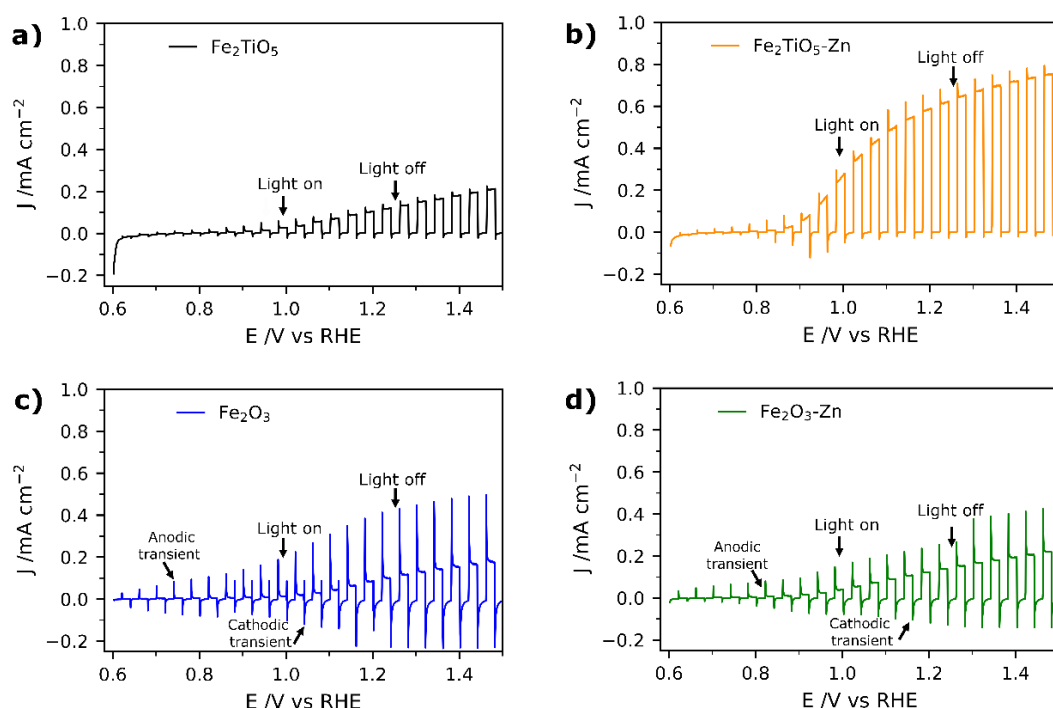 a)
Fe₂TiO₅
Light on
Light off
J /mA cm⁻²
1.0
0.8
0.6
0.4
0.2
0.0
−0.2
0.6 0.8 1.0 1.2 1.4
E /V vs RHE
b)
Fe₂TiO₅-Zn
Light on
Light off
J /mA cm⁻²
1.0
0.8
0.6
0.4
0.2
0.0
−0.2
0.6 0.8 1.0 1.2 1.4
E /V vs RHE
c)
Fe₂O₃
Light off
Light on
Anodic
transient
Cathodic
transient
J /mA cm⁻²
1.0
0.8
0.6
0.4
0.2
0.0
−0.2
0.6 0.8 1.0 1.2 1.4
E /V vs RHE
d)
Fe₂O₃-Zn
Light on
Light off
Anodic
transient
Cathodic
transient
J /mA cm⁻²
1.0
0.8
0.6
0.4
0.2
0.0
−0.2
0.6 0.8 1.0 1.2 1.4
E /V vs RHE